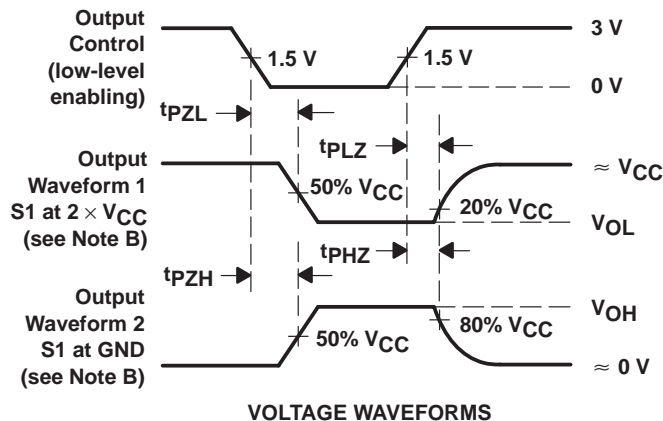 Output
Control
(low-level
enabling)
1.5 V
1.5 V
3 V
0 V
tPZL
tPLZ
Output
Waveform 1
S1 at 2 × VCC
(see Note B)
50% VCC
20% VCC
≈ VCC
VOL
tPZH
tPHZ
Output
Waveform 2
S1 at GND
(see Note B)
50% VCC
80% VCC
VOH
≈ 0 V
VOLTAGE WAVEFORMS